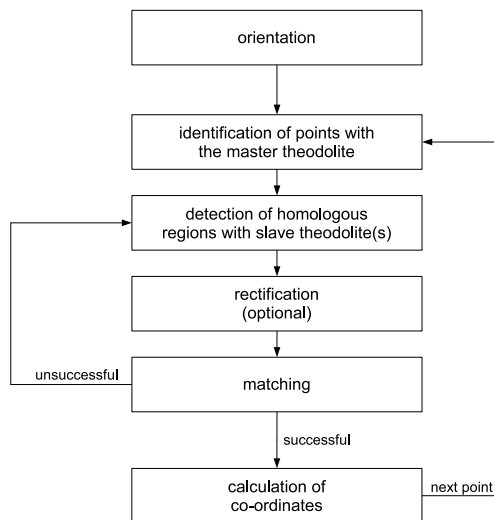 orientation
identification of points with
the master theodolite
detection of homologous
regions with slave theodolite(s)
rectification
(optional)
unsuccessful
matching
successful
calculation of
co-ordinates
next point